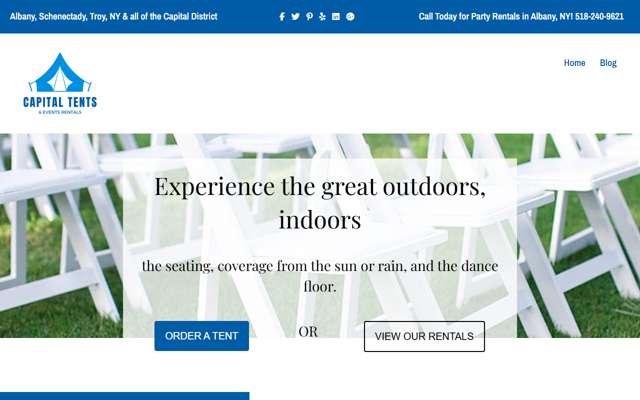 Albany, Schenectady, Troy, NY & all of the Capital District
Call Today for Party Rentals in Albany, NY! 518-240-9621
CAPITAL TENTS
& EVENTS RENTALS
Home
Blog
Experience the great outdoors,
indoors
the seating, coverage from the sun or rain, and the dance
floor.
ORDER A TENT
OR
VIEW OUR RENTALS